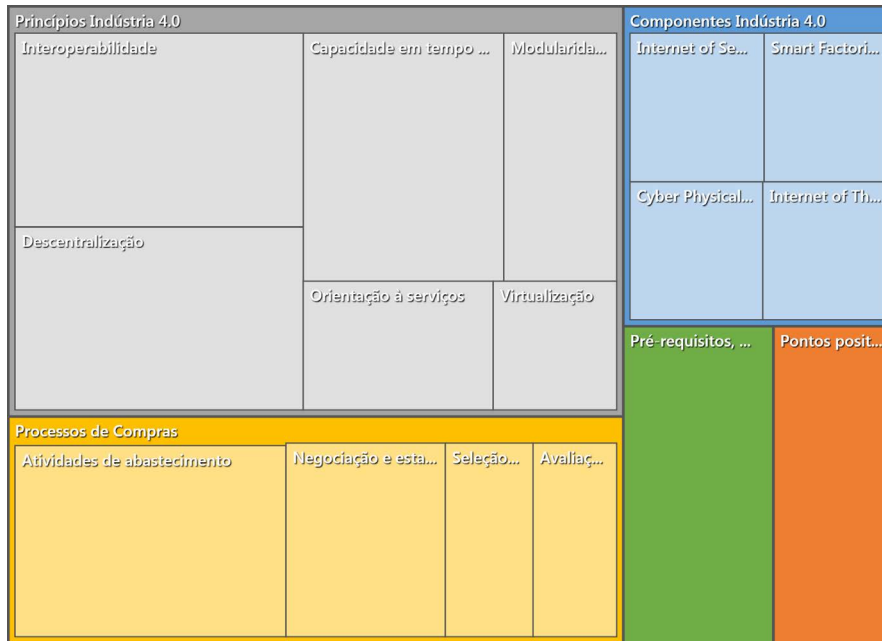 Princípios Indústria 4.0
Interoperabilidade
Capacidade em tempo ...
Modularida...
Descentralização
Orientação à serviços
Virtualização
Componentes Indústria 4.0
Internet of Se...
Smart Factori...
Cyber Physical...
Internet of Th...
Processos de Compras
Atividades de abastecimento
Negociação e esta...
Seleção...
Avaliaç...
Pré-requisitos, ...
Pontos posit...